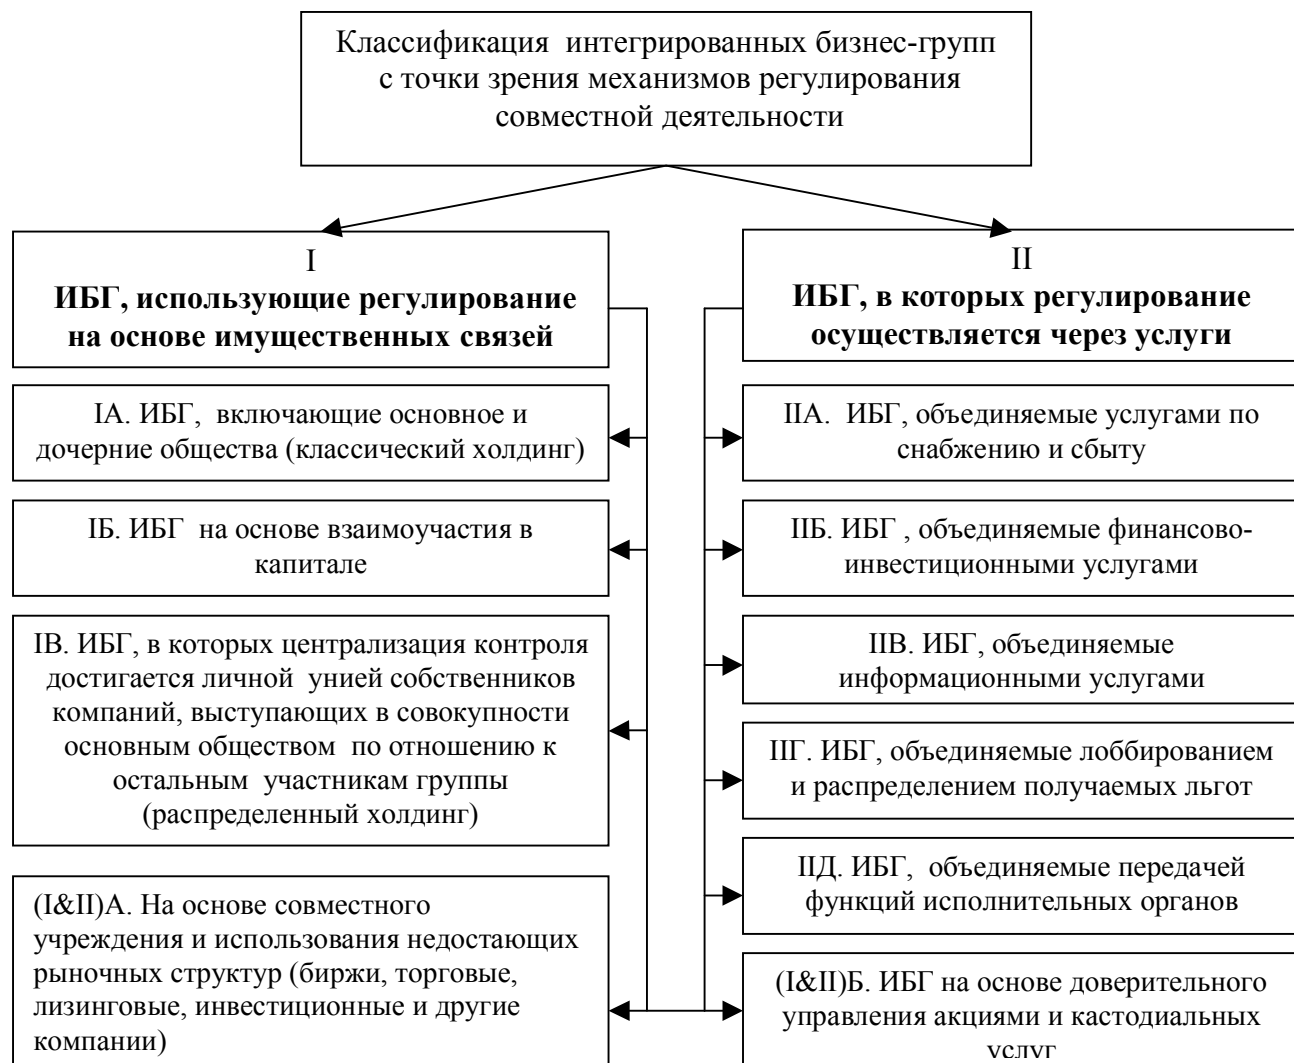 Классификация интегрированных бизнес-групп
с точки зрения механизмов регулирования
совместной деятельности
I
ИБГ, использующие регулирование
на основе имущественных связей
IА. ИБГ, включающие основное и
дочерние общества (классический холдинг)
IБ. ИБГ на основе взаимоучастия в
капитале
IВ. ИБГ, в которых централизация контроля
достигается личной унией собственников
компаний, выступающих в совокупности
основным обществом по отношению к
остальным участникам группы
(распределенный холдинг)
(I&II)А. На основе совместного
учреждения и использования недостающих
рыночных структур (биржи, торговые,
лизинговые, инвестиционные и другие
компании)
II
ИБГ, в которых регулирование
осуществляется через услуги
IIА. ИБГ, объединяемые услугами по
снабжению и сбыту
IIБ. ИБГ , объединяемые финансово-
инвестиционными услугами
IIВ. ИБГ, объединяемые
информационными услугами
IIГ. ИБГ, объединяемые лоббированием
и распределением получаемых льгот
IIД. ИБГ, объединяемые передачей
функций исполнительных органов
(I&II)Б. ИБГ на основе доверительного
управления акциями и кастодиальных
услуг